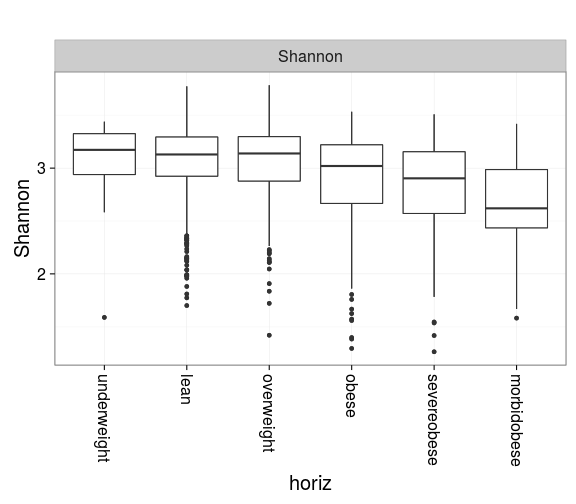 Shannon
Shannon
3
2
underweight
lean
overweight
obese
severeobese
morbidobese
horiz